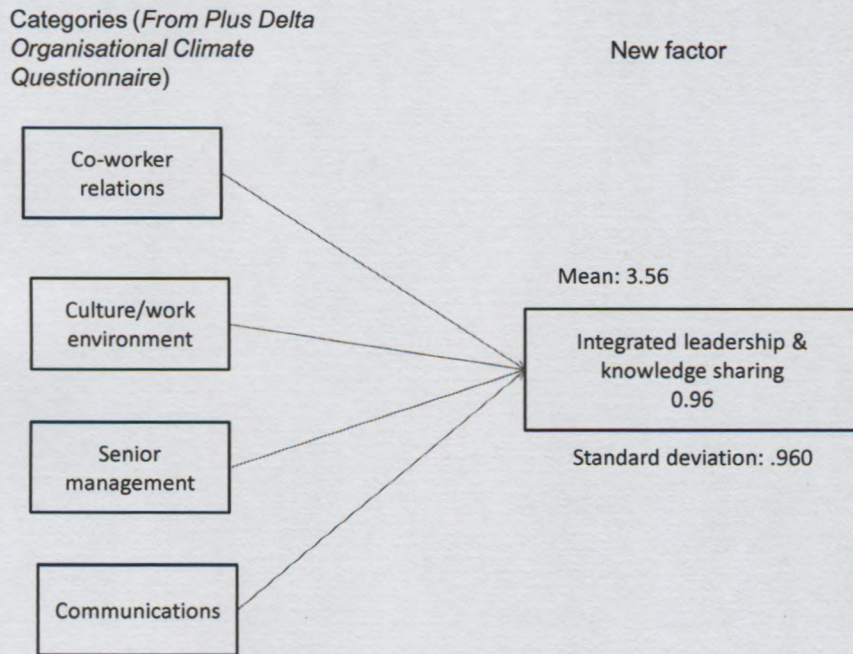 Categories (From Plus Delta
Organisational Climate
Questionnaire)
New factor
Co-worker
relations
Culture/work
environment
Senior
management
Communications
Mean: 3.56
Integrated leadership &
knowledge sharing
0.96
Standard deviation: .960